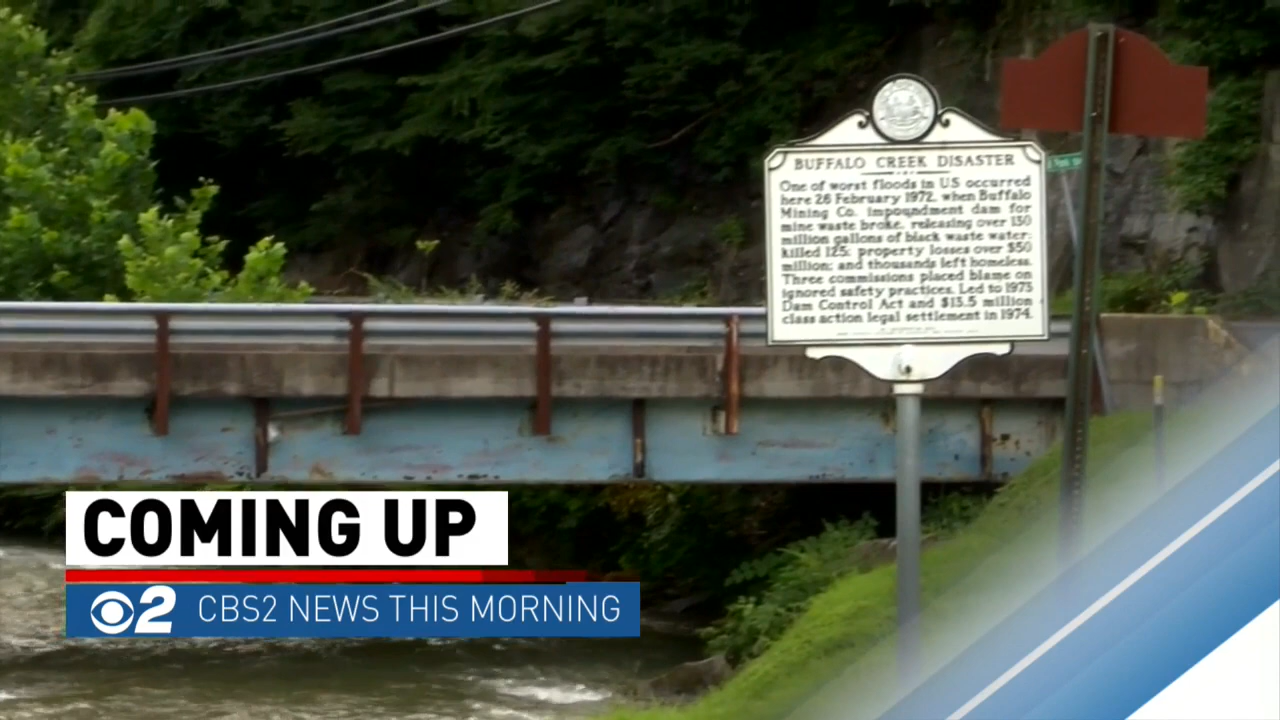 BUFFALO CREEK DISASTER
One of worst floods in US occurred
here 26 February 1972, when Buffalo
Mining Co. impoundment dam for
mine waste broke, releasing over 130
million gallons of black waste water;
killed 125; property losses over $50
million; and thousands left homeless.
Three commissions placed blame on
ignored safety practices. Led to 1973
Dam Control Act and $13.5 million
class action legal settlement in 1974.
COMING UP
2 CBS2 NEWS THIS MORNING